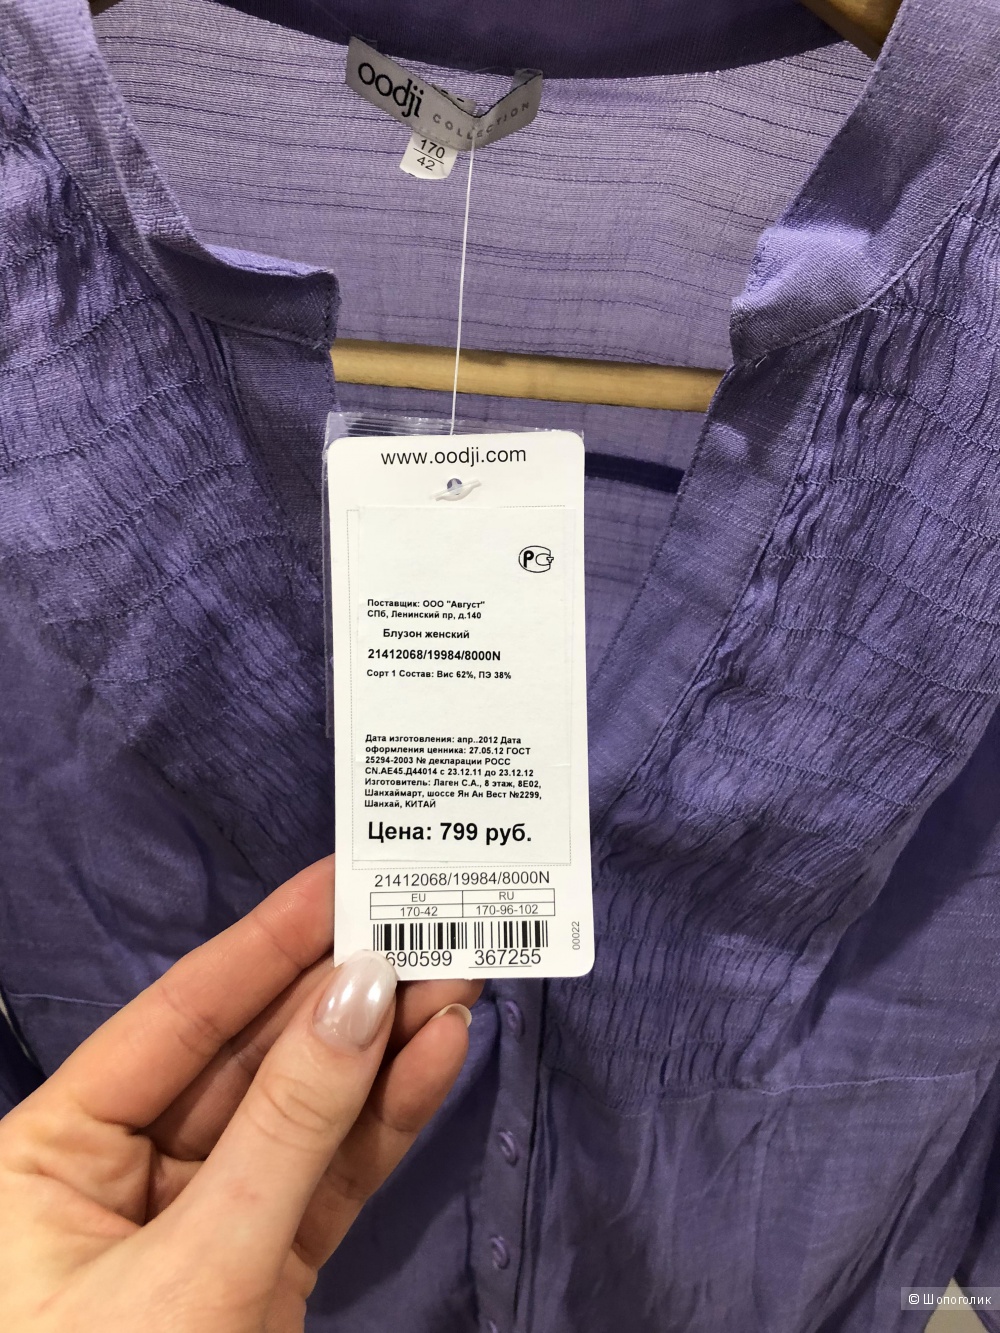 oodji
COLLECTION
170
42
www.oodji.com
Поставщик: ООО "Август"
СПб, Ленинский пр, д.140
Блузон женский
21412068/19984/8000N
Сорт 1 Состав: Вис 62%, ПЭ 38%
Дата изготовления: апр..2012 Дата
оформления ценника: 27.05.12 ГОСТ
25294-2003 № декларации РОСС
CN.АЕ45.Д44014 с 23.12.11 до 23.12.12
Изготовитель: Лаген С.А., 8 этаж, 8Е02,
Шанхаймарт, шоссе Ян Ан Вест №2299,
Шанхай, КИТАЙ
Цена: 799 руб.
21412068/19984/8000N
EU RU
170-42 170-96-102
690599 367255
00022
© Шопоголик